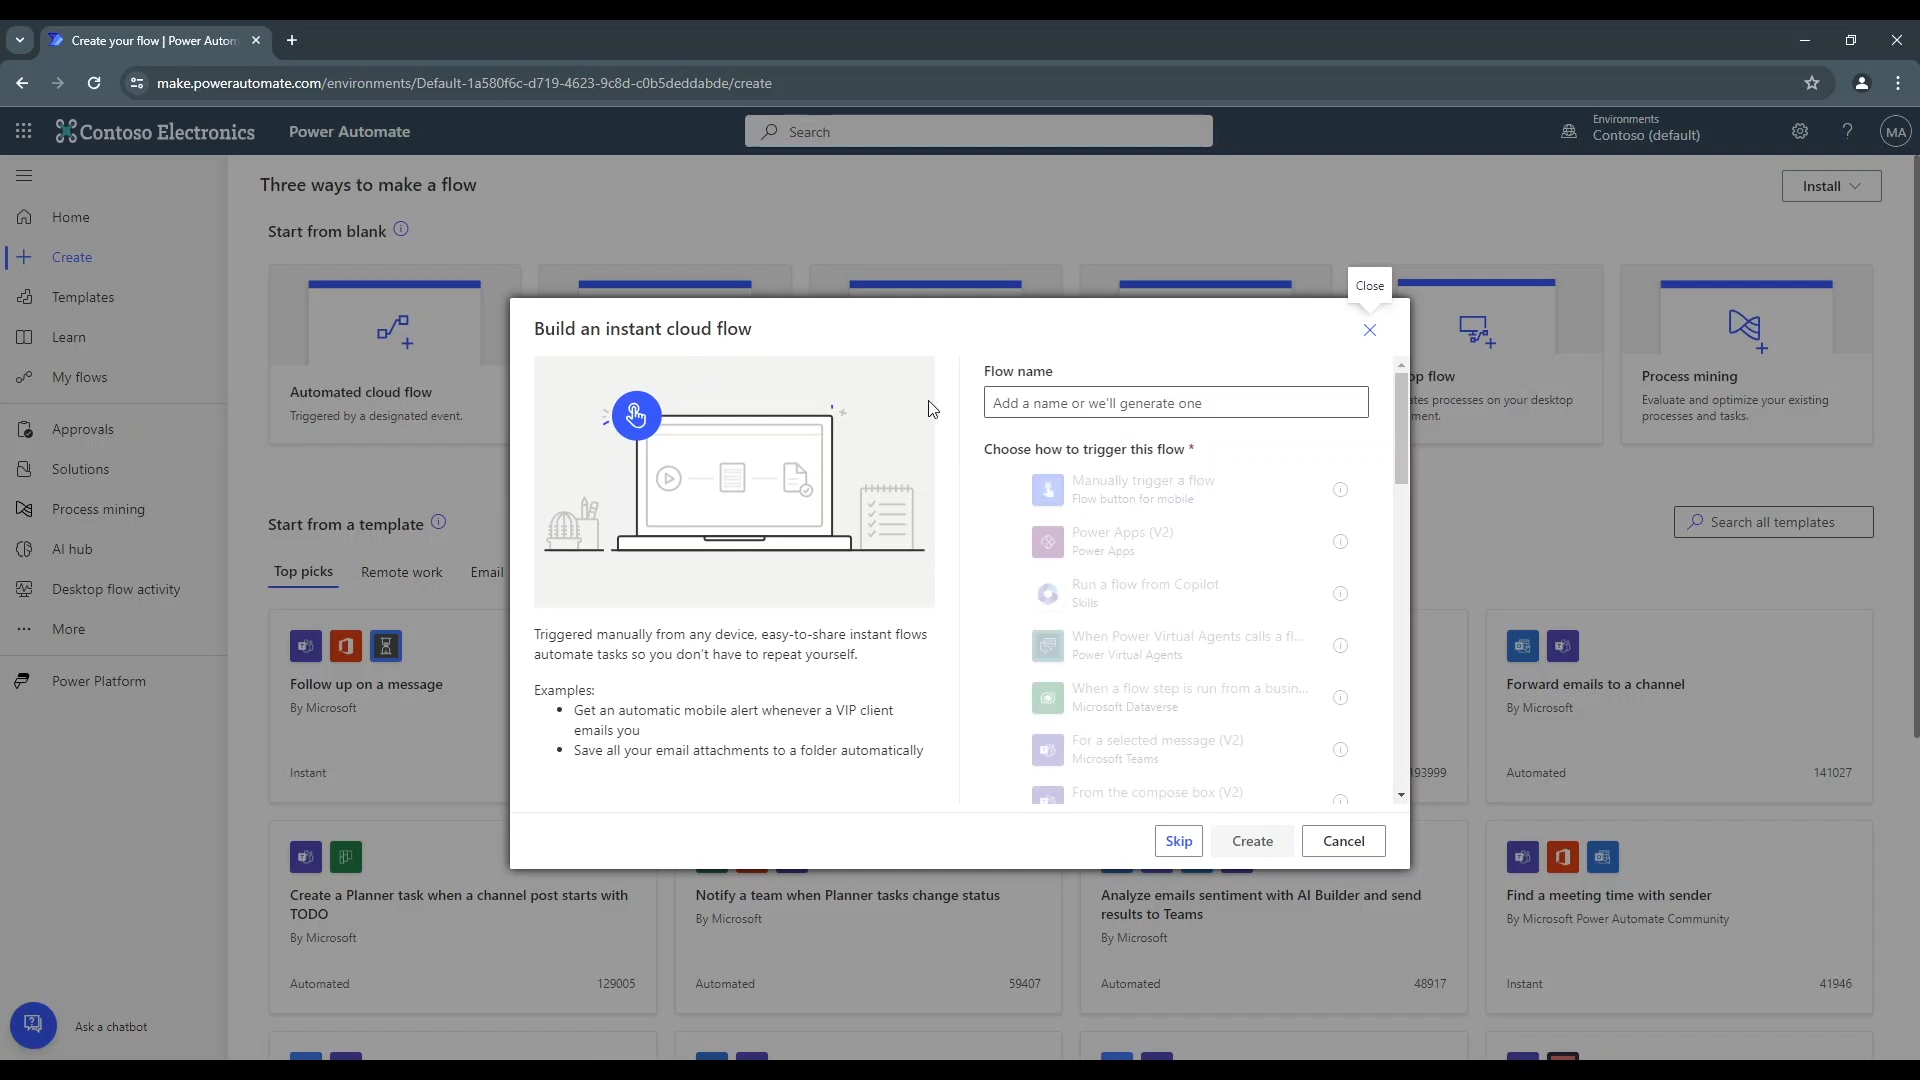 Create your flow | Power Autom
make.powerautomate.com/environments/Default-1a580f6c-d719-4623-9c8d-c0b5deddabde/create
Contoso Electronics
Power Automate
Search
Environments
Contoso (default)
MA
Home
Create
Templates
Learn
My flows
Approvals
Solutions
Process mining
AI hub
Desktop flow activity
More
Power Platform
Ask a chatbot
Three ways to make a flow
Install
Start from blank
Automated cloud flow
Triggered by a designated event.
op flow
ates processes on your desktop
ment.
Process mining
Evaluate and optimize your existing
processes and tasks.
Start from a template
Search all templates
Top picks
Remote work
Email
Close
Build an instant cloud flow
Triggered manually from any device, easy-to-share instant flows
automate tasks so you don't have to repeat yourself.
Examples:
• Get an automatic mobile alert whenever a VIP client
emails you
• Save all your email attachments to a folder automatically
Flow name
Add a name or we'll generate one
Choose how to trigger this flow *
Manually trigger a flow
Flow button for mobile
Power Apps (V2)
Power Apps
Run a flow from Copilot
Skills
When Power Virtual Agents calls a fl...
Power Virtual Agents
When a flow step is run from a busin...
Microsoft Dataverse
For a selected message (V2)
Microsoft Teams
From the compose box (V2)
Skip
Create
Cancel
Follow up on a message
By Microsoft
Instant
193999
Forward emails to a channel
By Microsoft
Automated
141027
Create a Planner task when a channel post starts with
TODO
By Microsoft
Automated
129005
Notify a team when Planner tasks change status
By Microsoft
Automated
59407
Analyze emails sentiment with AI Builder and send
results to Teams
By Microsoft
Automated
48917
Find a meeting time with sender
By Microsoft Power Automate Community
Instant
41946